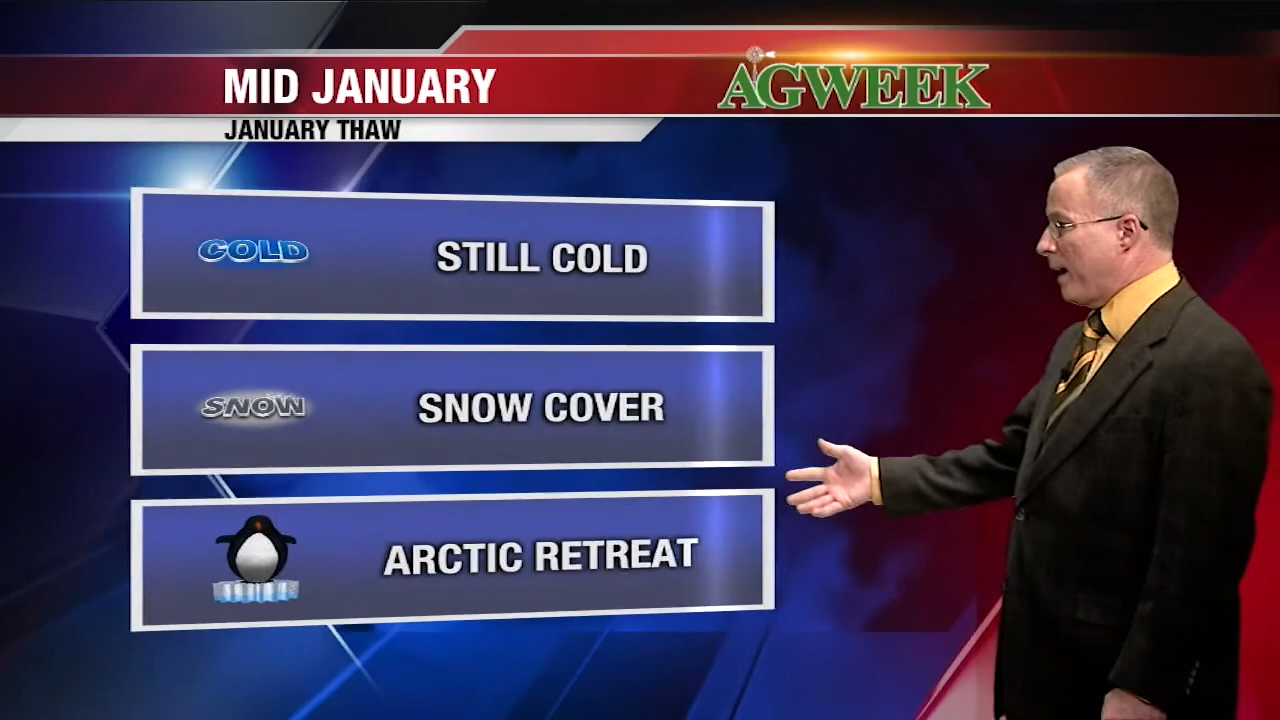 MID JANUARY
AGWEEK
JANUARY THAW
COLD
STILL COLD
SNOW
SNOW COVER
ARCTIC RETREAT